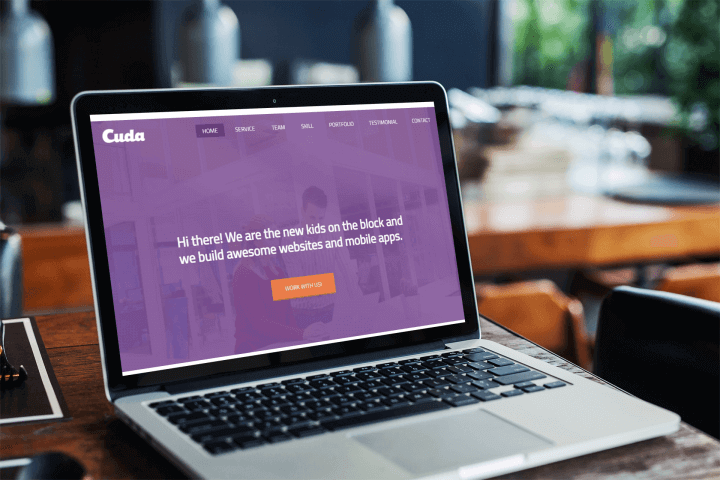 Cuda
HOME SERVICE TEAM SKILL PORTFOLIO TESTIMONIAL CONTACT
Hi there! We are the new kids on the block and
we build awesome websites and mobile apps.
WORK WITH US!